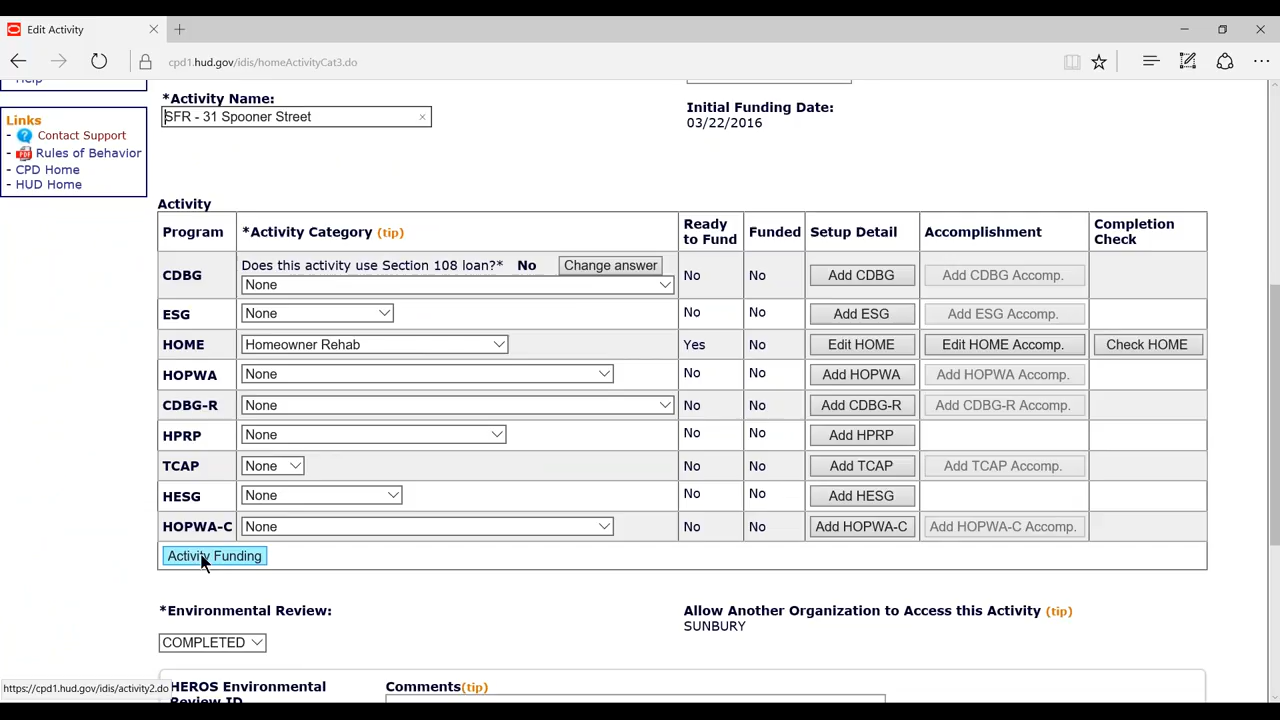 Edit Activity
cpd1.hud.gov/idis/homeActivityCat3.do
Help
Links
- Contact Support
- Rules of Behavior
- CPD Home
- HUD Home
*Activity Name:
SFR - 31 Spooner Street
Initial Funding Date:
03/22/2016
Activity
Program *Activity Category (tip) Ready to Fund Funded Setup Detail Accomplishment Completion Check
CDBG Does this activity use Section 108 loan?* No Change answer
None No No Add CDBG Add CDBG Accomp.
ESG None No No Add ESG Add ESG Accomp.
HOME Homeowner Rehab Yes No Edit HOME Edit HOME Accomp. Check HOME
HOPWA None No No Add HOPWA Add HOPWA Accomp.
CDBG-R None No No Add CDBG-R Add CDBG-R Accomp.
HPRP None No No Add HPRP
TCAP None No No Add TCAP Add TCAP Accomp.
HESG None No No Add HESG
HOPWA-C None No No Add HOPWA-C Add HOPWA-C Accomp.
Activity Funding
*Environmental Review:
COMPLETED
Allow Another Organization to Access this Activity (tip)
SUNBURY
https://cpd1.hud.gov/idis/activity2.do
HEROS Environmental
Review ID
Comments(tip)